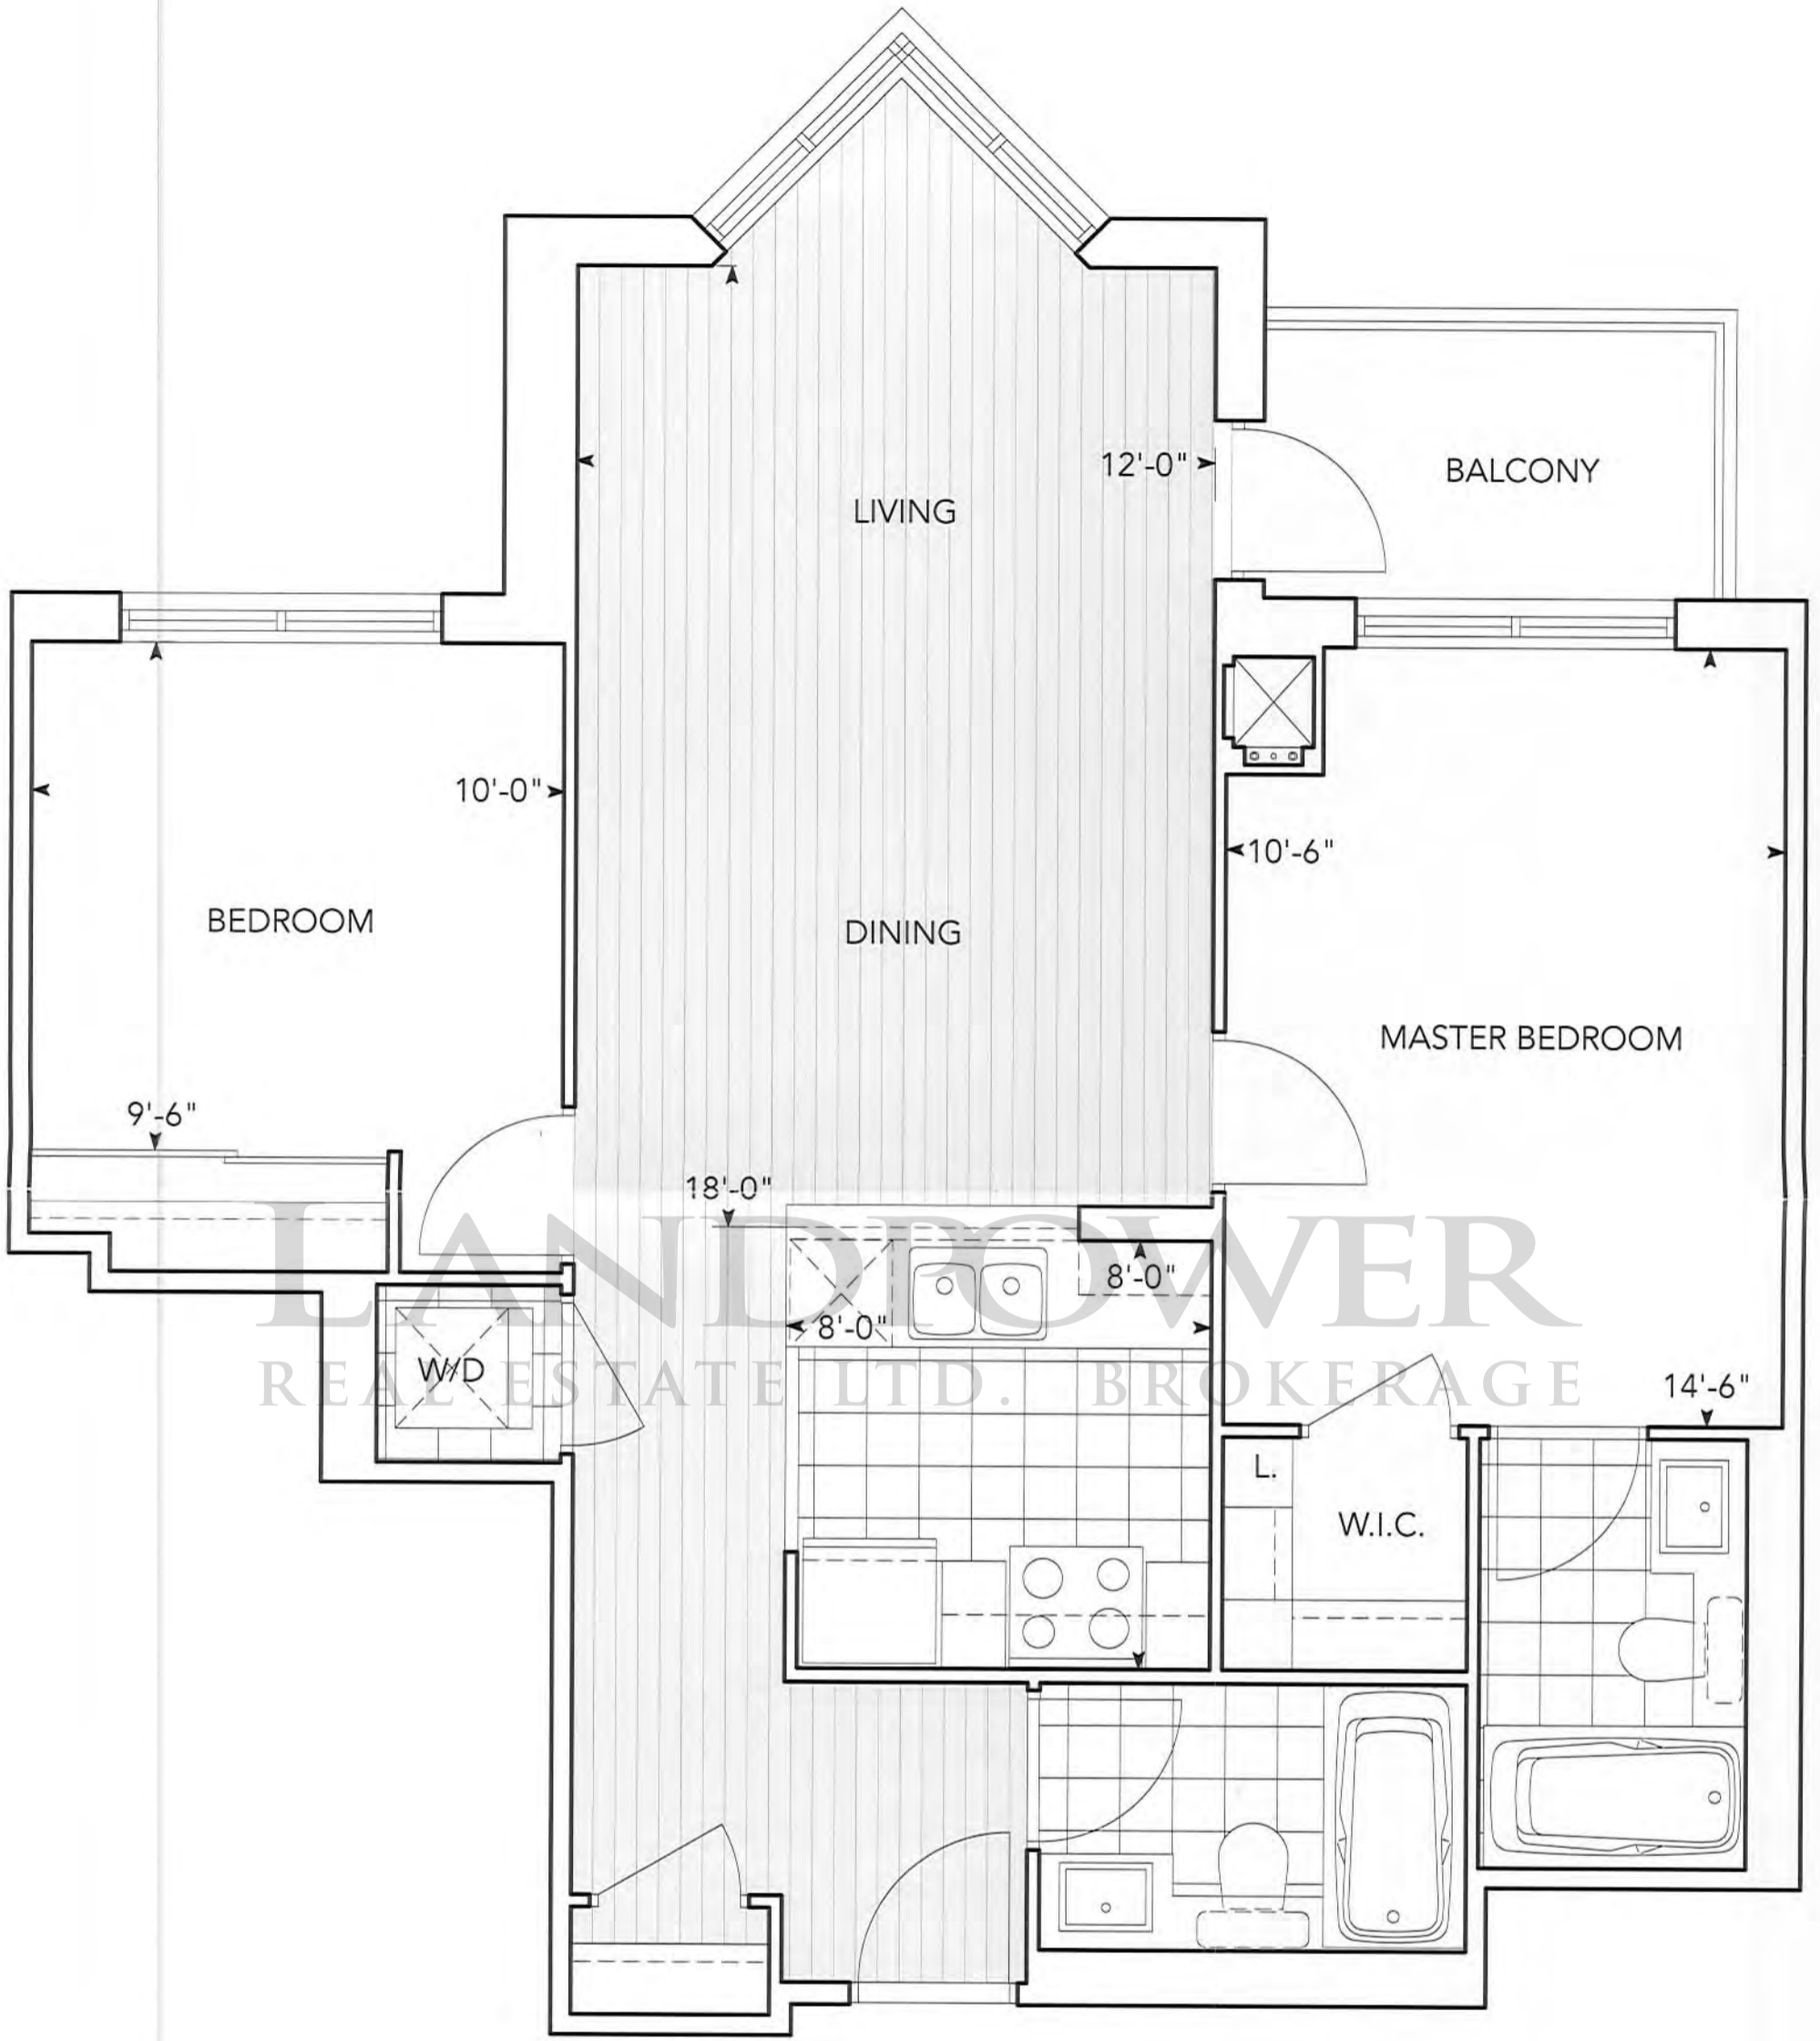 12'-0"
BALCONY
LIVING
10'-0"
10'-6"
BEDROOM
DINING
MASTER BEDROOM
9'-6"
18'-0"
LANDPOWER
8'-0"
8'-0"
W/D
REAL ESTATE LTD. BROKERAGE
14'-6"
L.
W.I.C.